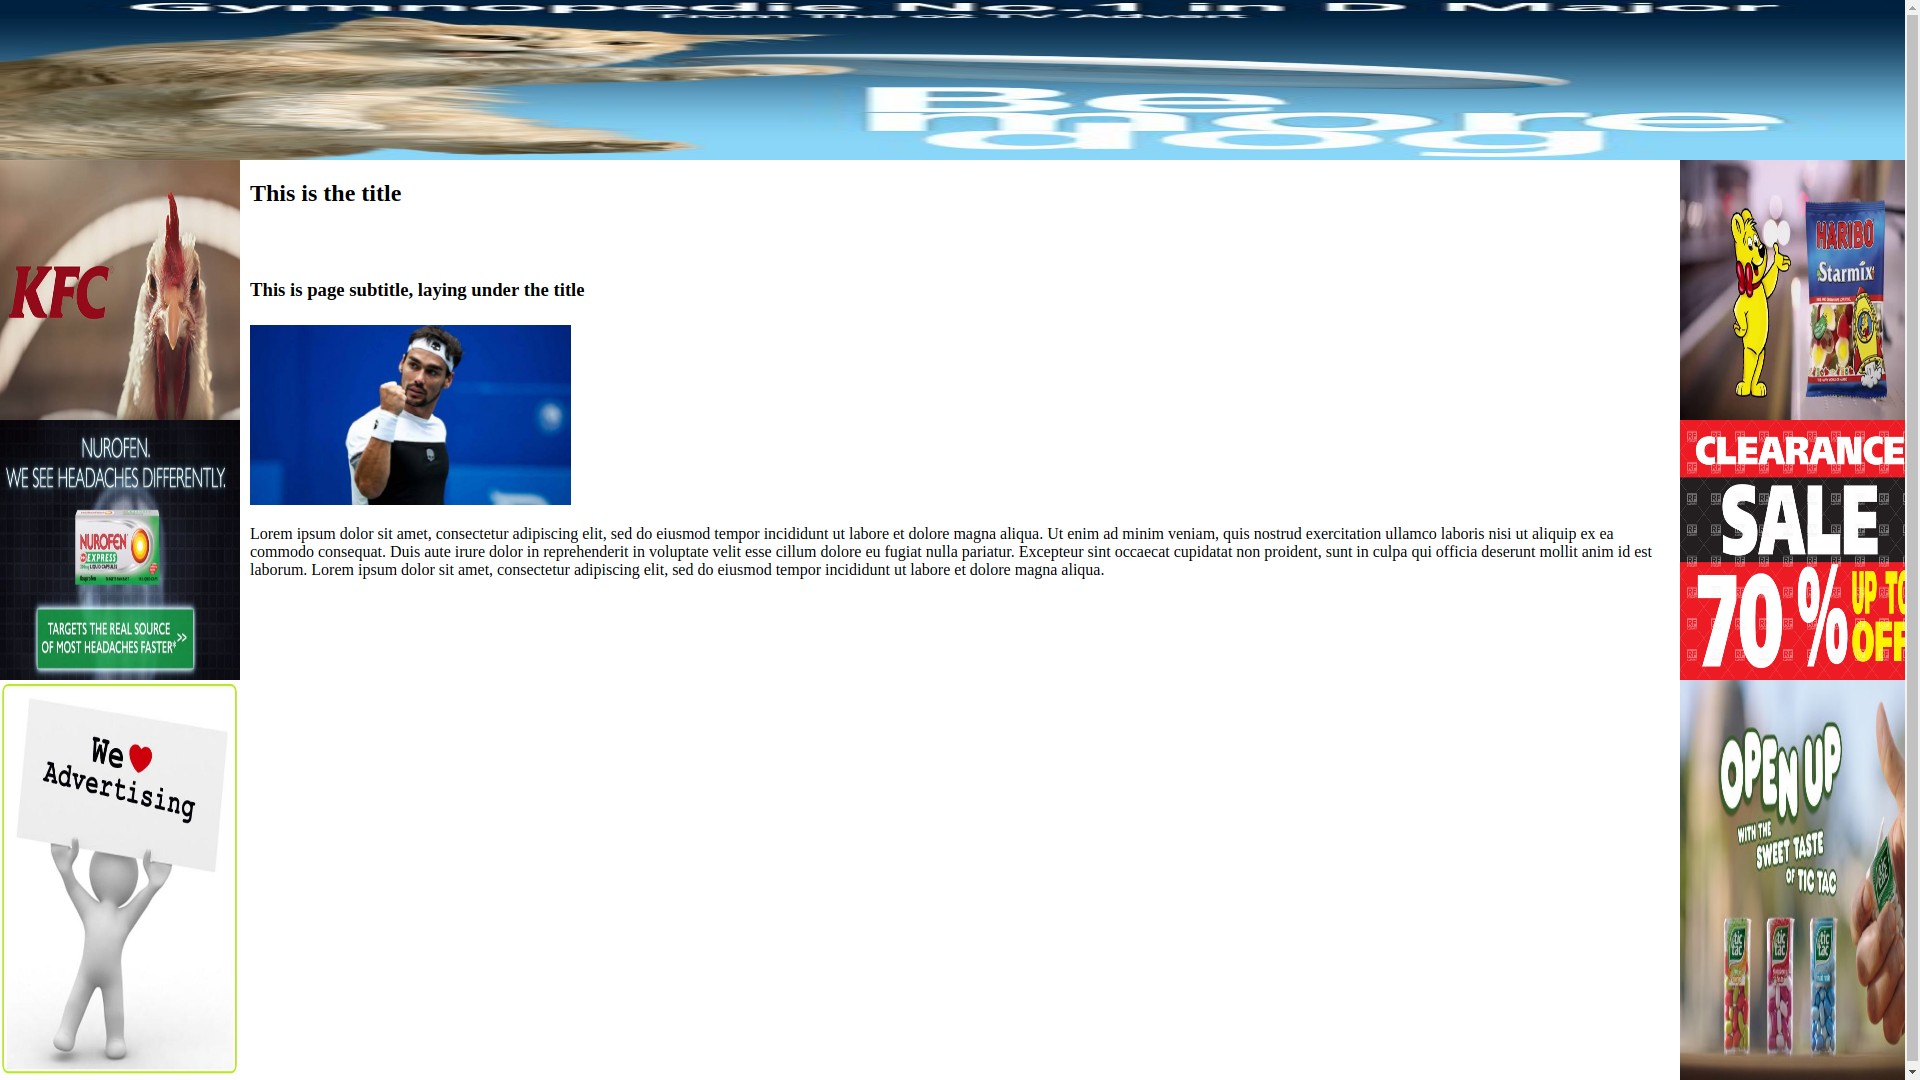 Gymnopedie No.1 in D Major
From The o2 TV Advert
Be
more
dog
KFC
This is the title
This is page subtitle, laying under the title
HARIBO
Starmix
NUROFEN.
WE SEE HEADACHES DIFFERENTLY.
NUROFEN
EXPRESS
TARGETS THE REAL SOURCE
OF MOST HEADACHES FASTER* >>
CLEARANCE
SALE
70 % UP TO
OFF
Lorem ipsum dolor sit amet, consectetur adipiscing elit, sed do eiusmod tempor incididunt ut labore et dolore magna aliqua. Ut enim ad minim veniam, quis nostrud exercitation ullamco laboris nisi ut aliquip ex ea
commodo consequat. Duis aute irure dolor in reprehenderit in voluptate velit esse cillum dolore eu fugiat nulla pariatur. Excepteur sint occaecat cupidatat non proident, sunt in culpa qui officia deserunt mollit anim id est
laborum. Lorem ipsum dolor sit amet, consectetur adipiscing elit, sed do eiusmod tempor incididunt ut labore et dolore magna aliqua.
We
Advertising
OPEN UP
WITH THE
SWEET TASTE
OF TIC TAC
tic tac
tic tac
tic tac